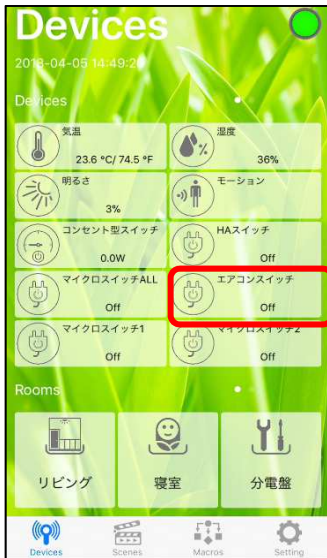 Devices
2018-04-05 14:49:26
Devices
気温
23.6 °C/ 74.5 °F
湿度
36%
明るさ
3%
モーション
コンセント型スイッチ
0.0W
HAスイッチ
Off
マイクロスイッチALL
Off
エアコンスイッチ
Off
マイクロスイッチ1
Off
マイクロスイッチ2
Off
Rooms
リビング
寝室
分電盤
Devices
Scenes
Macros
Setting